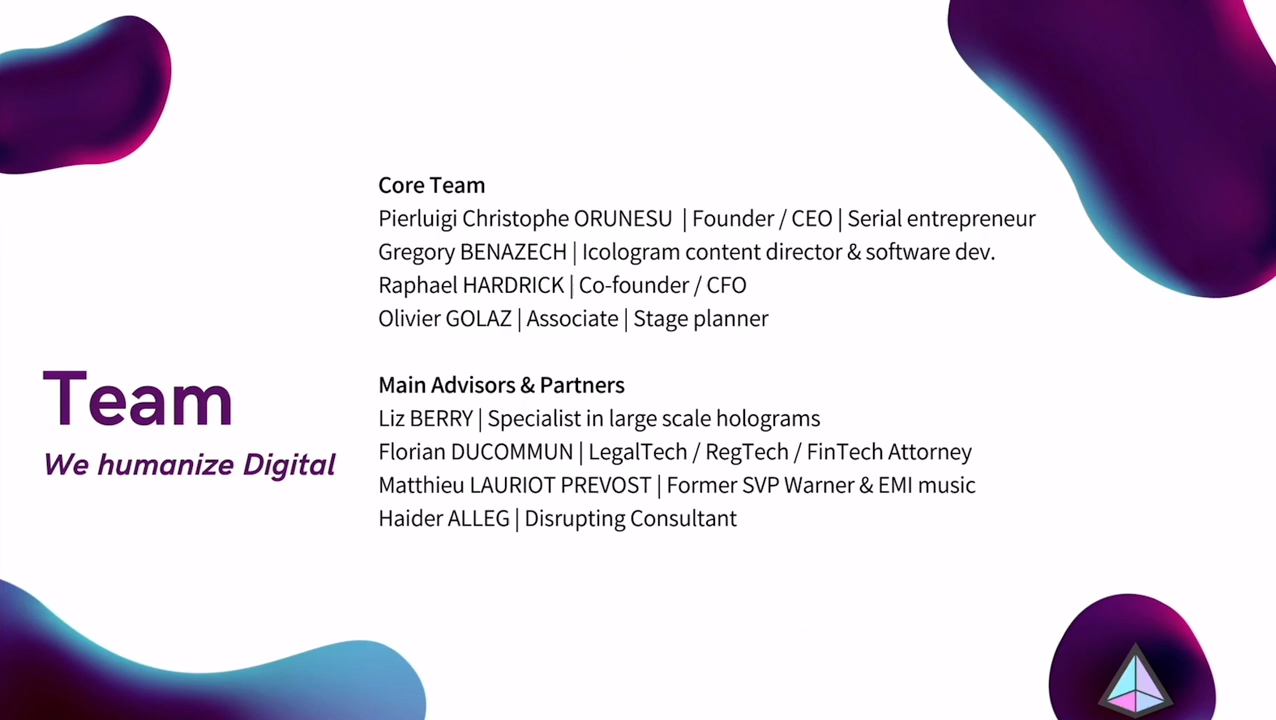 Core Team
Pierluigi Christophe ORUNESU | Founder / CEO | Serial entrepreneur
Gregory BENAZECH | Icologram content director & software dev.
Raphael HARDRICK | Co-founder / CFO
Olivier GOLAZ | Associate | Stage planner
Team
We humanize Digital
Main Advisors & Partners
Liz BERRY | Specialist in large scale holograms
Florian DUCOMMUN | LegalTech / RegTech / FinTech Attorney
Matthieu LAURIOT PREVOST | Former SVP Warner & EMI music
Haider ALLEG | Disrupting Consultant